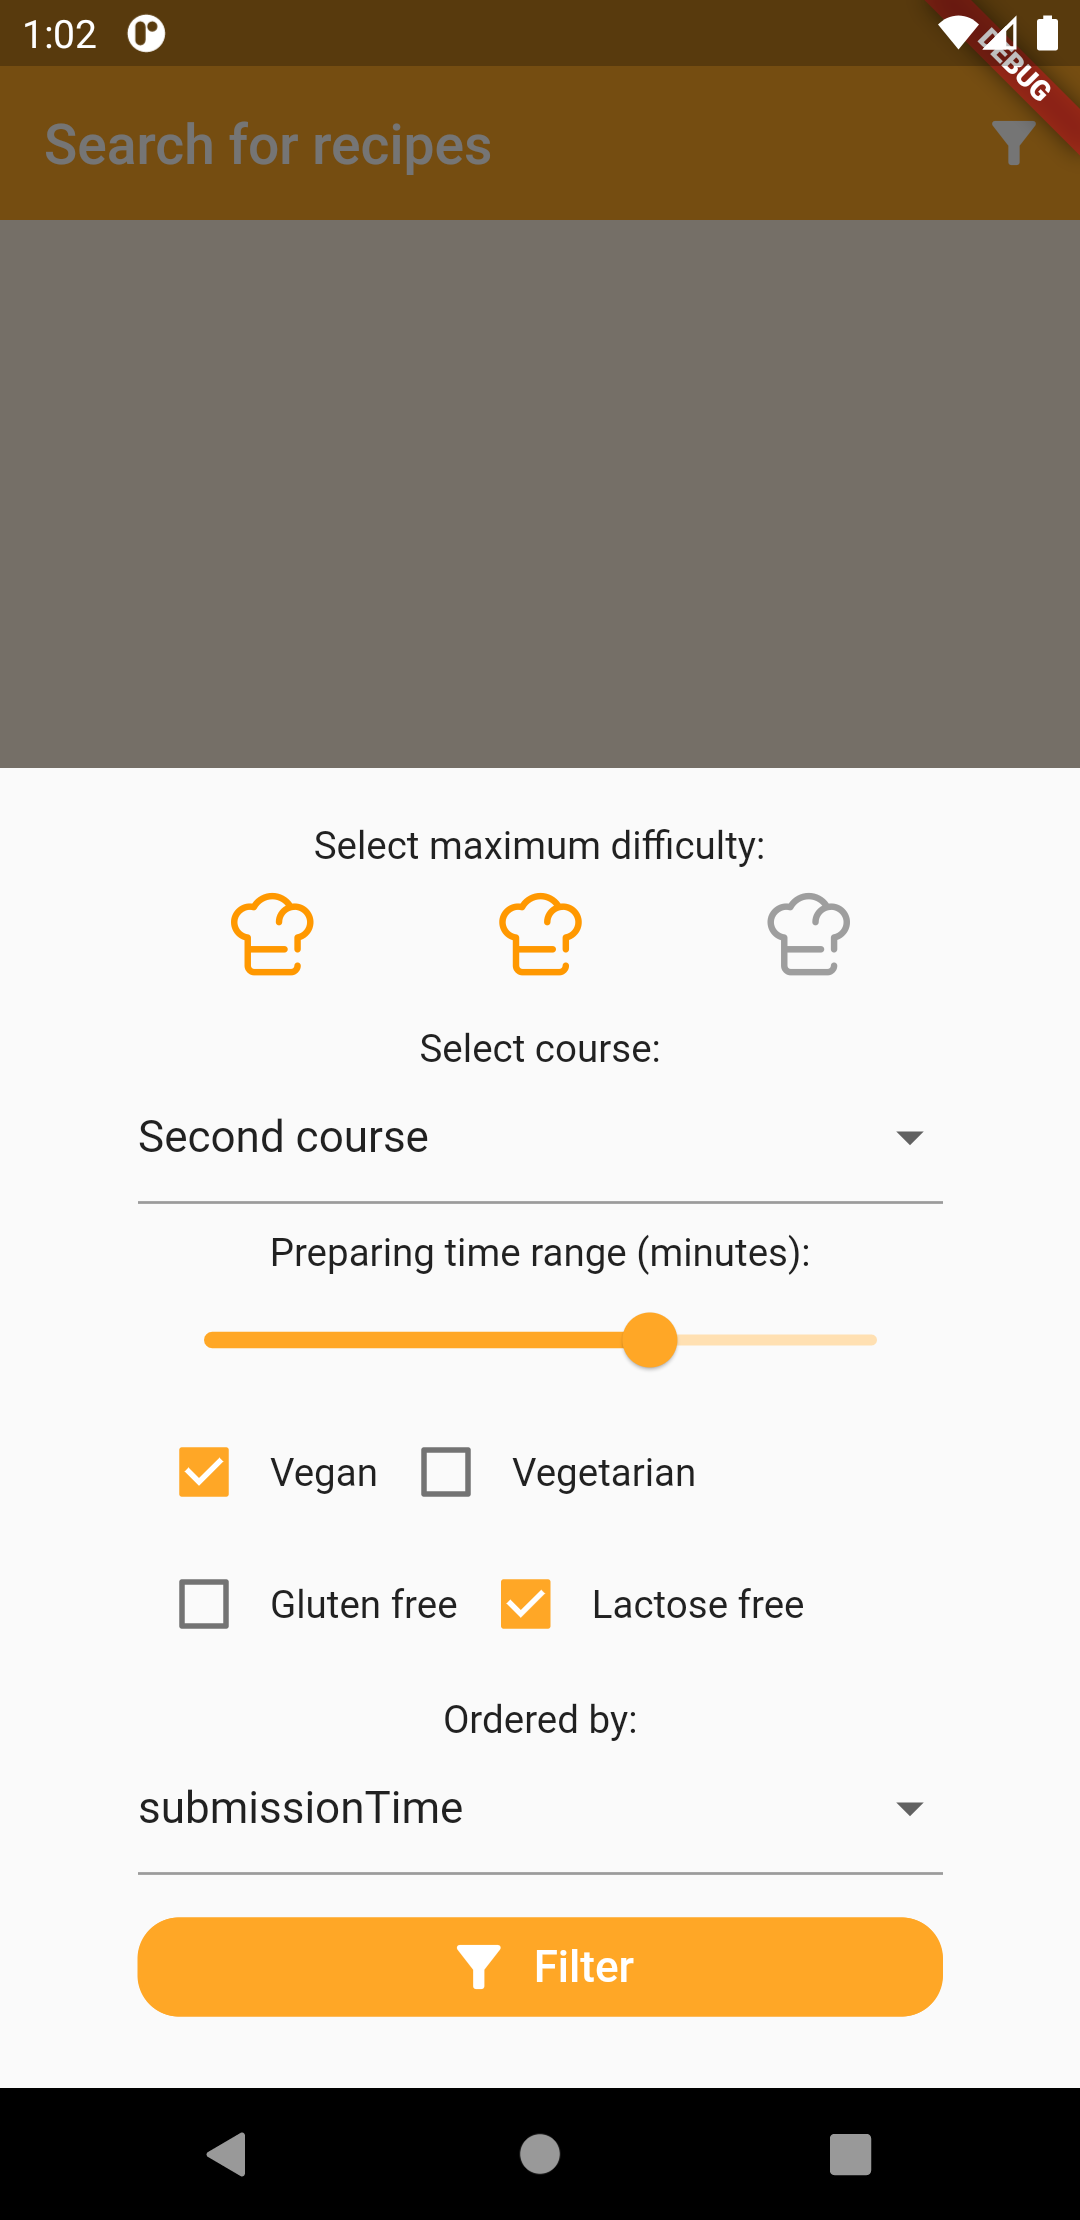 1:02
DEBUG
Search for recipes
Select maximum difficulty:
Select course:
Second course
Preparing time range (minutes):
Vegan Vegetarian
Gluten free Lactose free
Ordered by:
submissionTime
Filter